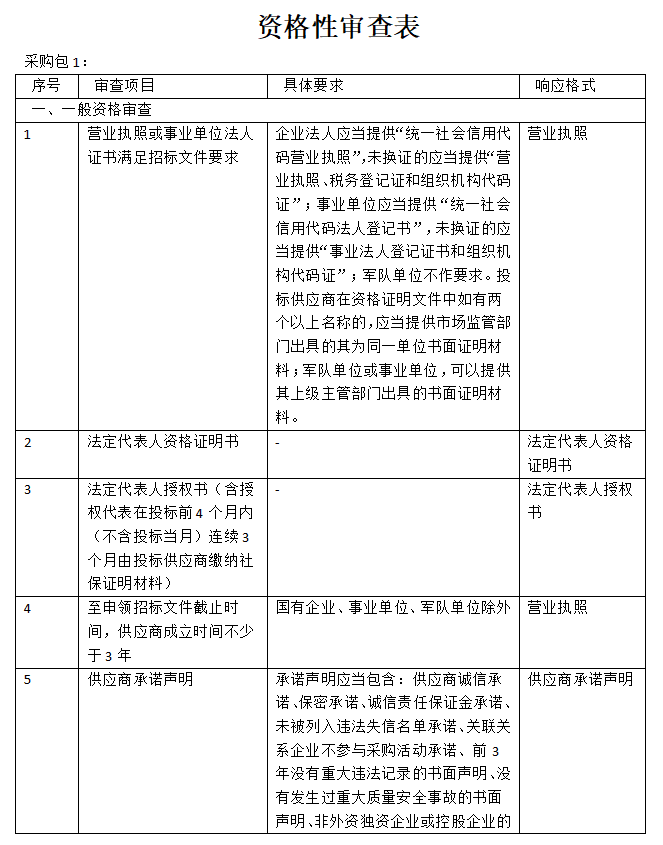 资格性审查表
采购包 1：
序号 审查项目 具体要求 响应格式
一、一般资格审查
1
营业执照或事业单位法人
证书满足招标文件要求
企业法人应当提供“统一社会信用代
码营业执照”,未换证的应当提供“营
业执照、税务登记证和组织机构代码
证”；事业单位应当提供“统一社会
信用代码法人登记书”，未换证的应
当提供“事业法人登记证书和组织机
构代码证”；军队单位不作要求。投
标供应商在资格证明文件中如有两
个以上名称的,应当提供市场监管部
门出具的其为同一单位书面证明材
料；军队单位或事业单位，可以提供
其上级主管部门出具的书面证明材
料。
营业执照
2
法定代表人资格证明书
-
法定代表人资格
证明书
3
法定代表人授权书（含授
权代表在投标前 4 个月内
（不含投标当月）连续 3
个月由投标供应商缴纳社
保证明材料）
-
法定代表人授权
书
4
至申领招标文件截止时
间，供应商成立时间不少
于 3 年
国有企业、事业单位、军队单位除外
营业执照
5
供应商承诺声明
承诺声明应当包含：供应商诚信承
诺、保密承诺、诚信责任保证金承诺、
未被列入违法失信名单承诺、关联关
系企业不参与采购活动承诺、前 3
年没有重大违法记录的书面声明、没
有发生过重大质量安全事故的书面
声明、非外资独资企业或控股企业的
供应商承诺声明